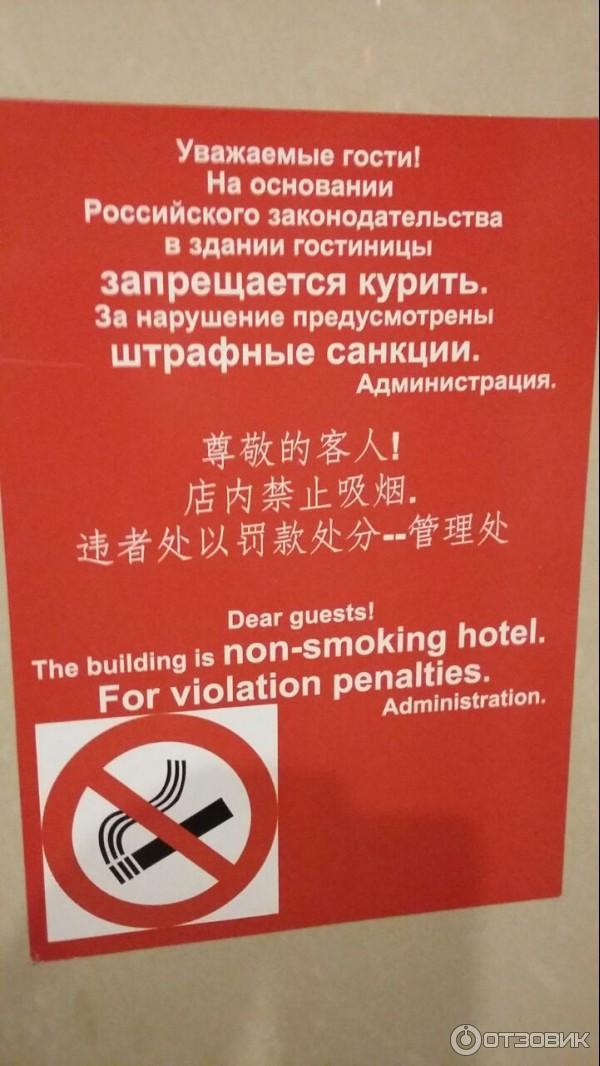 Уважаемые гости!
На основании
Российского законодательства
в здании гостиницы
запрещается курить.
За нарушение предусмотрены
штрафные санкции.
Администрация.
尊敬的客人!
店内禁止吸烟.
违者处以罚款处分--管理处
Dear guests!
The building is non-smoking hotel.
For violation penalties.
Administration.
ОТЗОВИК